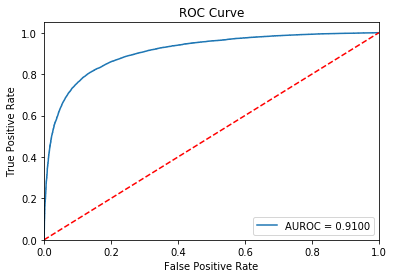 ROC Curve
1.0
0.8
0.6
0.4
0.2
0.0
True Positive Rate
AUROC = 0.9100
0.0 0.2 0.4 0.6 0.8 1.0
False Positive Rate